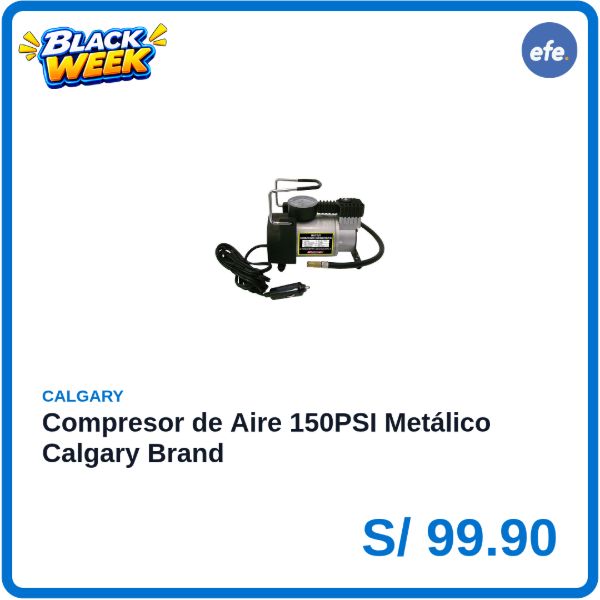 BLACK
WEEK
efe.
CALGARY
Compresor de Aire 150PSI Metálico
Calgary Brand
S/ 99.90